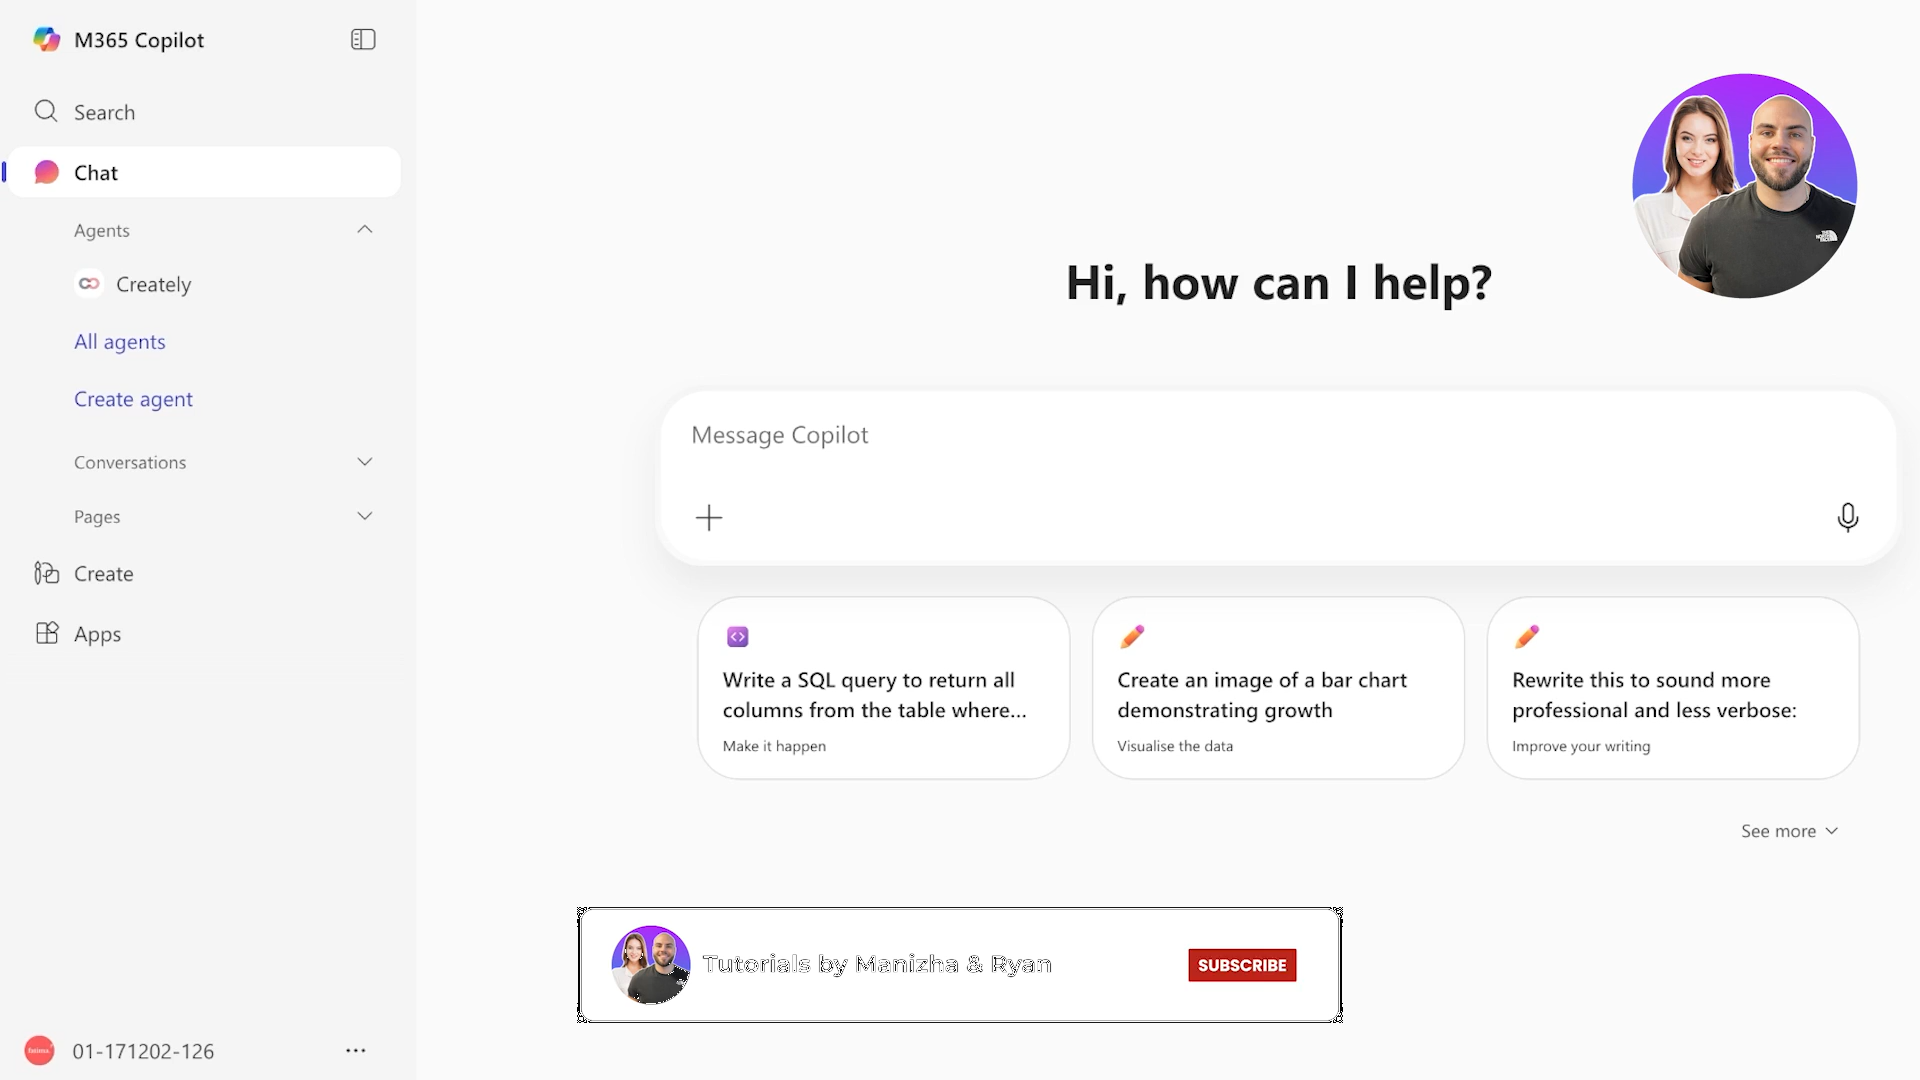 M365 Copilot
Search
Chat
Agents
Creately
All agents
Create agent
Conversations
Pages
Create
Apps
01-171202-126
Hi, how can I help?
Message Copilot
Write a SQL query to return all
columns from the table where...
Make it happen
Create an image of a bar chart
demonstrating growth
Visualise the data
Rewrite this to sound more
professional and less verbose:
Improve your writing
See more
Tutorials by Manizha & Ryan
SUBSCRIBE